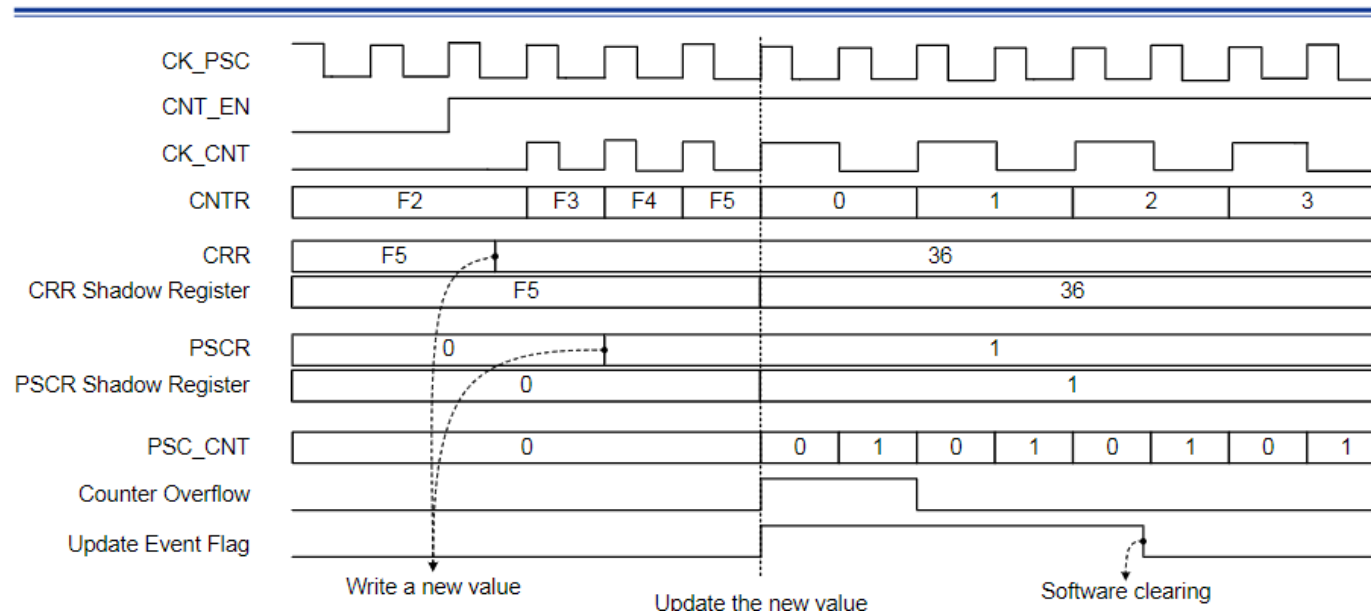 CK_PSC
CNT_EN
CK_CNT
CNTR F2 F3 F4 F5 0 1 2 3
CRR F5 36
CRR Shadow Register F5 36
PSCR 0 1
PSCR Shadow Register 0 1
PSC_CNT 0 0 1 0 1 0 1 0 1
Counter Overflow
Update Event Flag
Write a new value Update the new value Software clearing